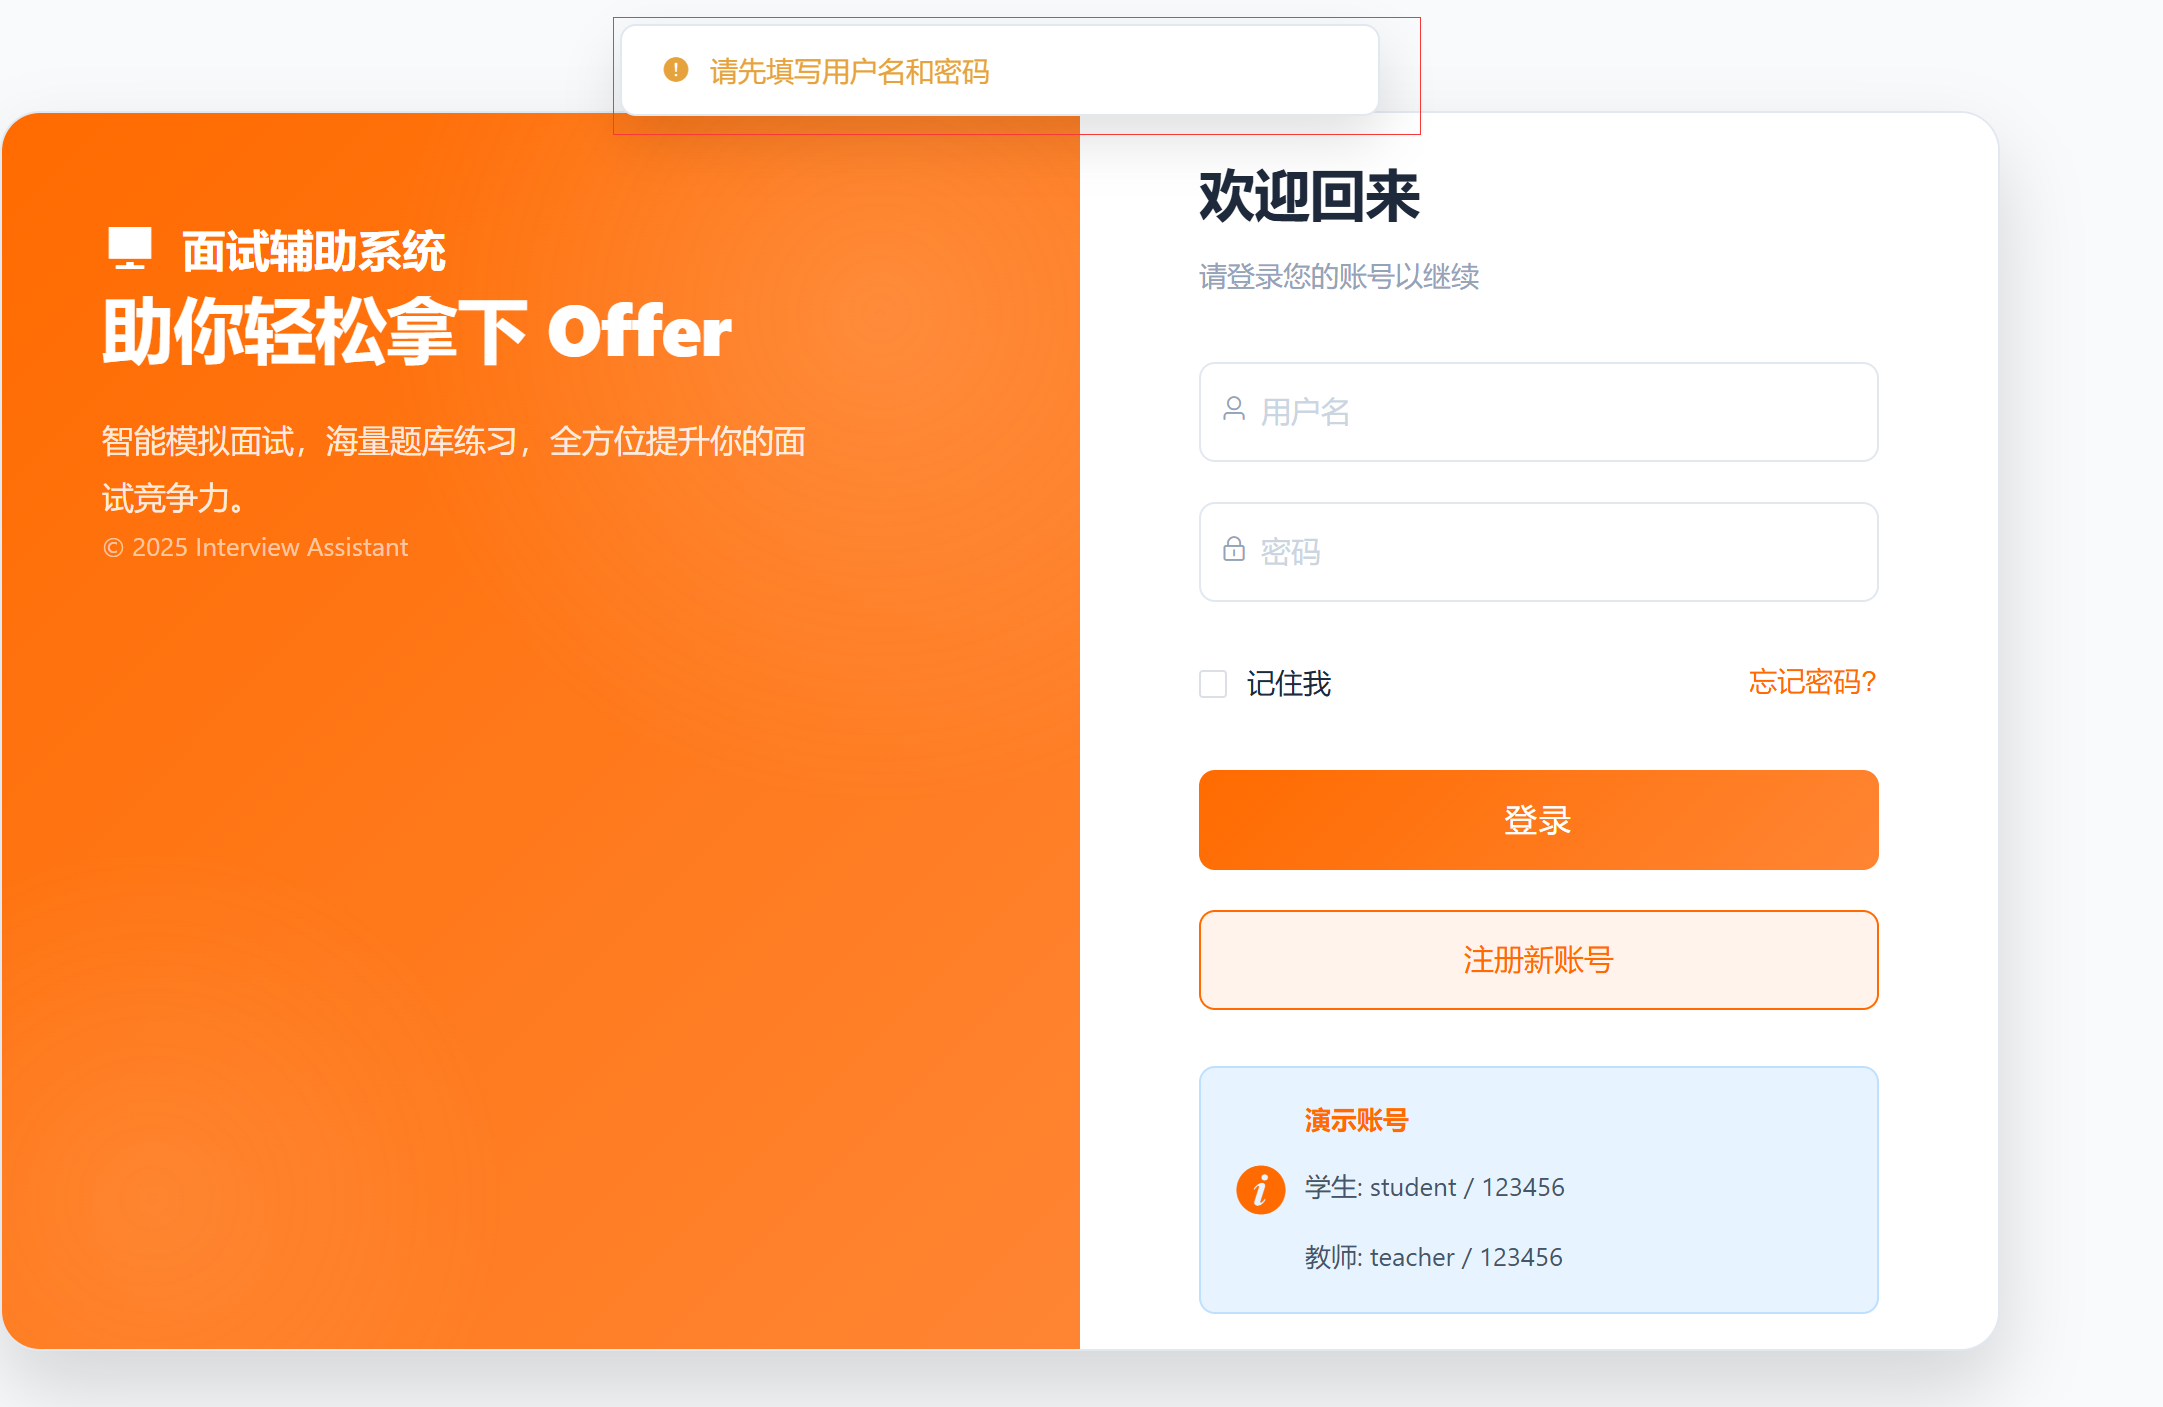 请先填写用户名和密码
面试辅助系统
助你轻松拿下 Offer
智能模拟面试，海量题库练习，全方位提升你的面
试竞争力。
© 2025 Interview Assistant
欢迎回来
请登录您的账号以继续
用户名
密码
记住我
忘记密码?
登录
注册新账号
演示账号
学生: student / 123456
教师: teacher / 123456